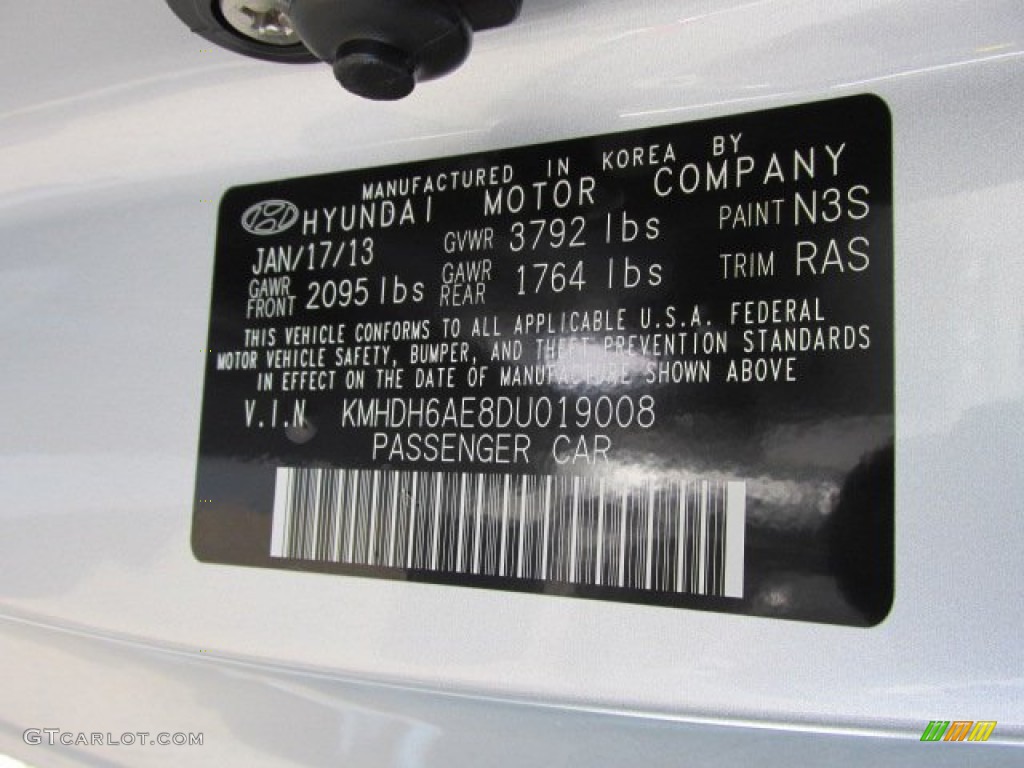 MANUFACTURED IN KOREA BY
HYUNDAI MOTOR COMPANY
JAN/17/13 GVWR 3792 lbs PAINT N3S
GAWR FRONT 2095 lbs GAWR REAR 1764 lbs TRIM RAS
THIS VEHICLE CONFORMS TO ALL APPLICABLE U.S.A. FEDERAL
MOTOR VEHICLE SAFETY, BUMPER, AND THEFT PREVENTION STANDARDS
IN EFFECT ON THE DATE OF MANUFACTURE SHOWN ABOVE
V.I.N KMHDH6AE8DU019008
PASSENGER CAR
GTCARLOT.COM